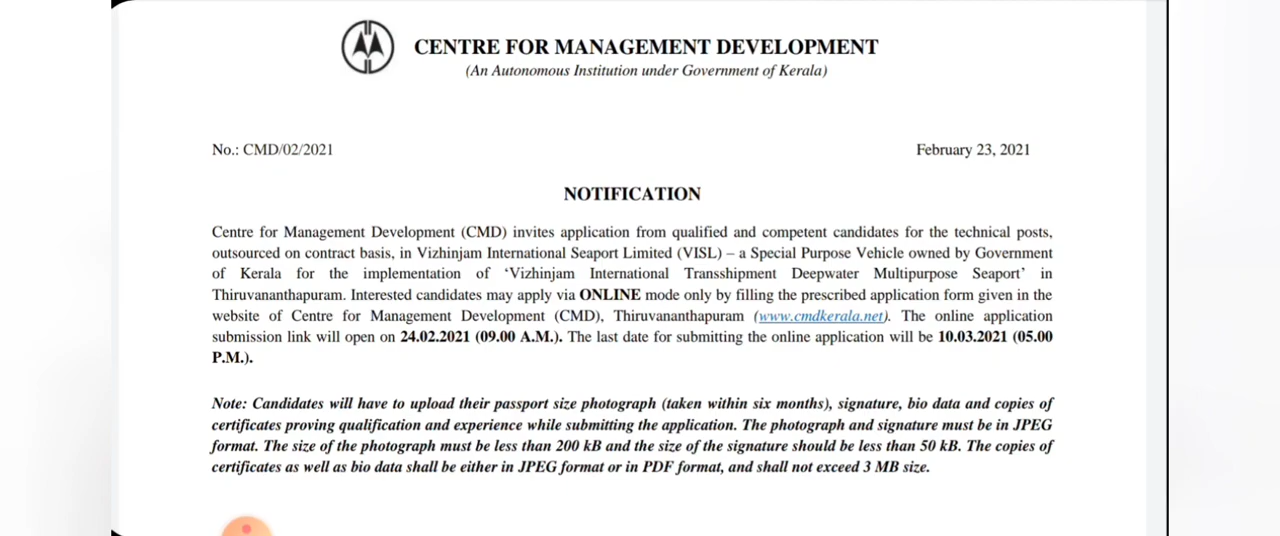 CENTRE FOR MANAGEMENT DEVELOPMENT
(An Autonomous Institution under Government of Kerala)
No.: CMD/02/2021 February 23, 2021
NOTIFICATION
Centre for Management Development (CMD) invites application from qualified and competent candidates for the technical posts,
outsourced on contract basis, in Vizhinjam International Seaport Limited (VISL) – a Special Purpose Vehicle owned by Government
of Kerala for the implementation of ‘Vizhinjam International Transshipment Deepwater Multipurpose Seaport’ in
Thiruvananthapuram. Interested candidates may apply via ONLINE mode only by filling the prescribed application form given in the
website of Centre for Management Development (CMD), Thiruvananthapuram (www.cmdkerala.net). The online application
submission link will open on 24.02.2021 (09.00 A.M.). The last date for submitting the online application will be 10.03.2021 (05.00
P.M.).
Note: Candidates will have to upload their passport size photograph (taken within six months), signature, bio data and copies of
certificates proving qualification and experience while submitting the application. The photograph and signature must be in JPEG
format. The size of the photograph must be less than 200 kB and the size of the signature should be less than 50 kB. The copies of
certificates as well as bio data shall be either in JPEG format or in PDF format, and shall not exceed 3 MB size.